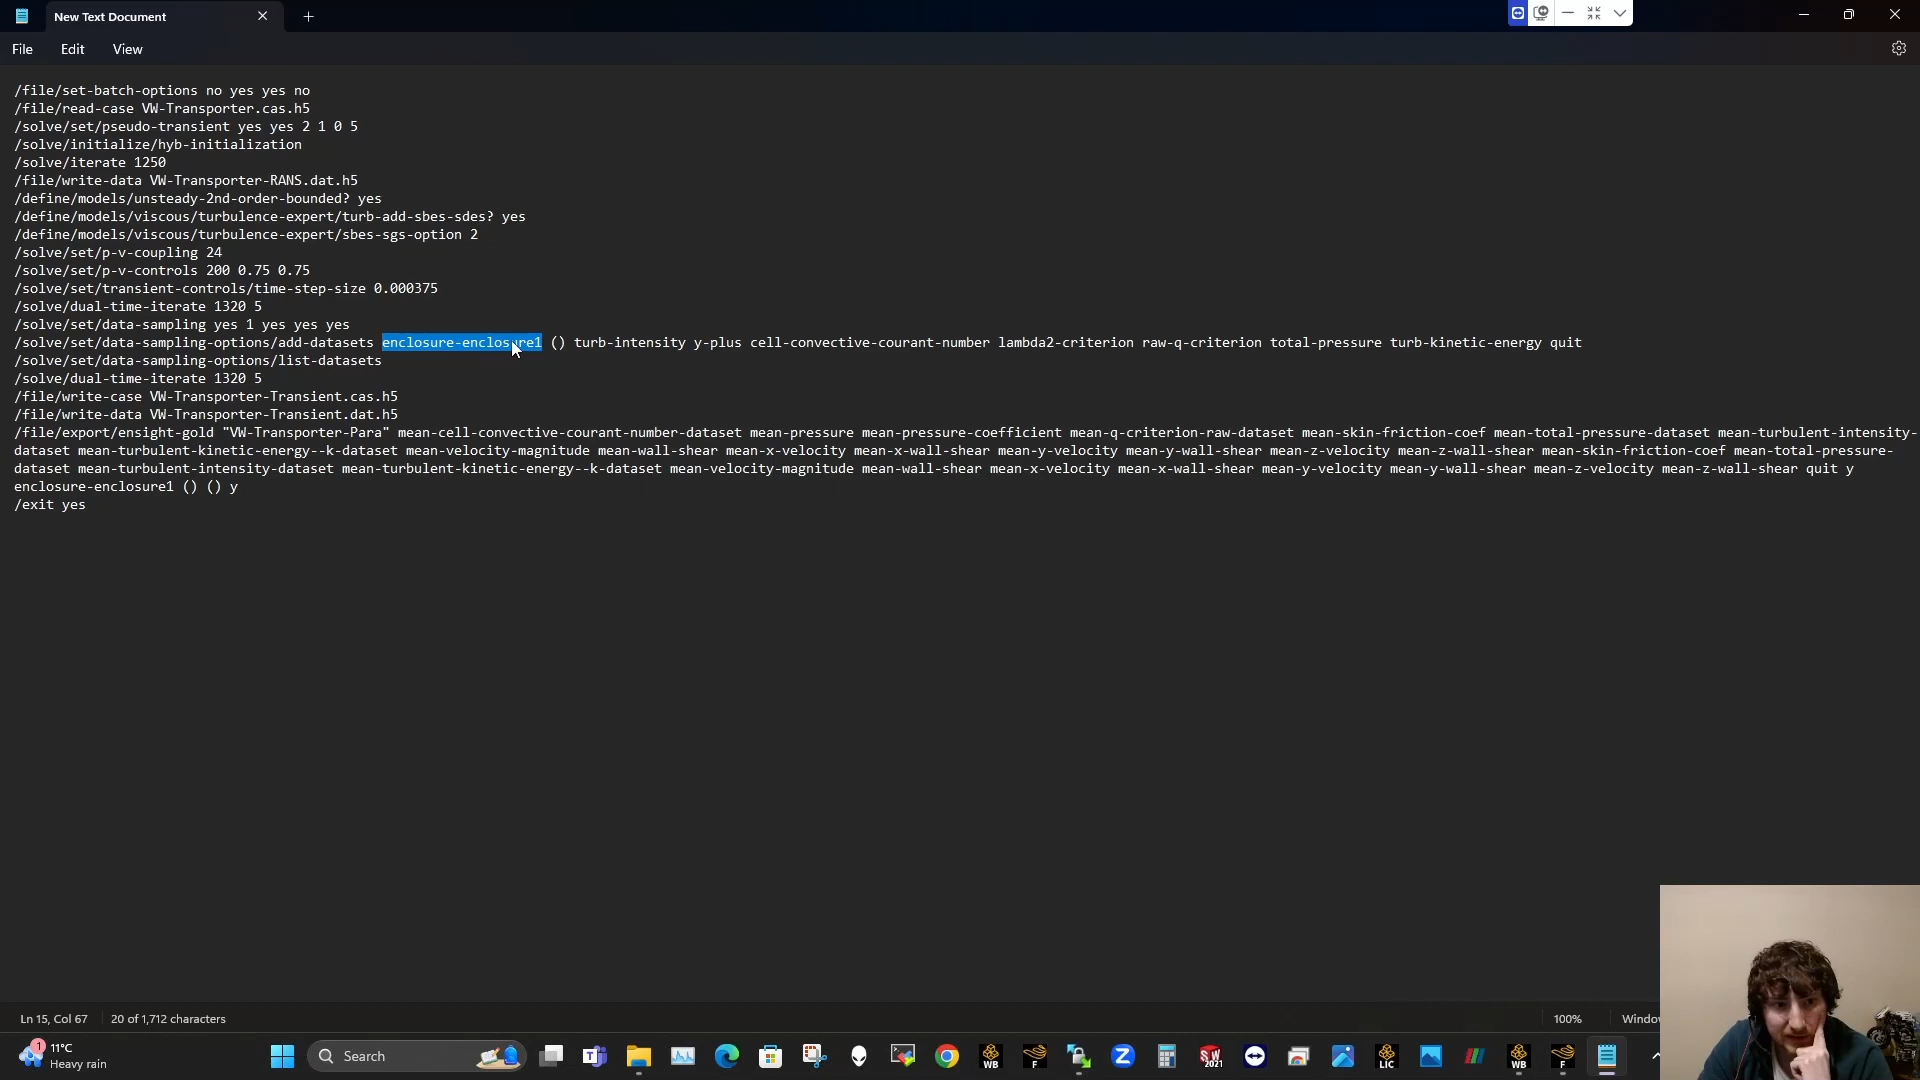 New Text Document
File Edit View
/file/set-batch-options no yes yes no
/file/read-case VW-Transporter.cas.h5
/solve/set/pseudo-transient yes yes 2 1 0 5
/solve/initialize/hyb-initialization
/solve/iterate 1250
/file/write-data VW-Transporter-RANS.dat.h5
/define/models/unsteady-2nd-order-bounded? yes
/define/models/viscous/turbulence-expert/turb-add-sbes-sdes? yes
/define/models/viscous/turbulence-expert/sbes-sgs-option 2
/solve/set/p-v-coupling 24
/solve/set/p-v-controls 200 0.75 0.75
/solve/set/transient-controls/time-step-size 0.000375
/solve/dual-time-iterate 1320 5
/solve/set/data-sampling yes 1 yes yes yes
/solve/set/data-sampling-options/add-datasets enclosure-enclosure1 () turb-intensity y-plus cell-convective-courant-number lambda2-criterion raw-q-criterion total-pressure turb-kinetic-energy quit
/solve/set/data-sampling-options/list-datasets
/solve/dual-time-iterate 1320 5
/file/write-case VW-Transporter-Transient.cas.h5
/file/write-data VW-Transporter-Transient.dat.h5
/file/export/ensight-gold "VW-Transporter-Para" mean-cell-convective-courant-number-dataset mean-pressure mean-pressure-coefficient mean-q-criterion-raw-dataset mean-skin-friction-coef mean-total-pressure-dataset mean-turbulent-intensity-
dataset mean-turbulent-kinetic-energy--k-dataset mean-velocity-magnitude mean-wall-shear mean-x-velocity mean-x-wall-shear mean-y-velocity mean-y-wall-shear mean-z-velocity mean-z-wall-shear mean-skin-friction-coef mean-total-pressure-
dataset mean-turbulent-intensity-dataset mean-turbulent-kinetic-energy--k-dataset mean-velocity-magnitude mean-wall-shear mean-x-velocity mean-x-wall-shear mean-y-velocity mean-y-wall-shear mean-z-velocity mean-z-wall-shear quit y
enclosure-enclosure1 () () y
/exit yes
Ln 15, Col 67 20 of 1,712 characters 100% Window
1 11°C
Heavy rain
Search
WB F SW 2021 LIC WB F